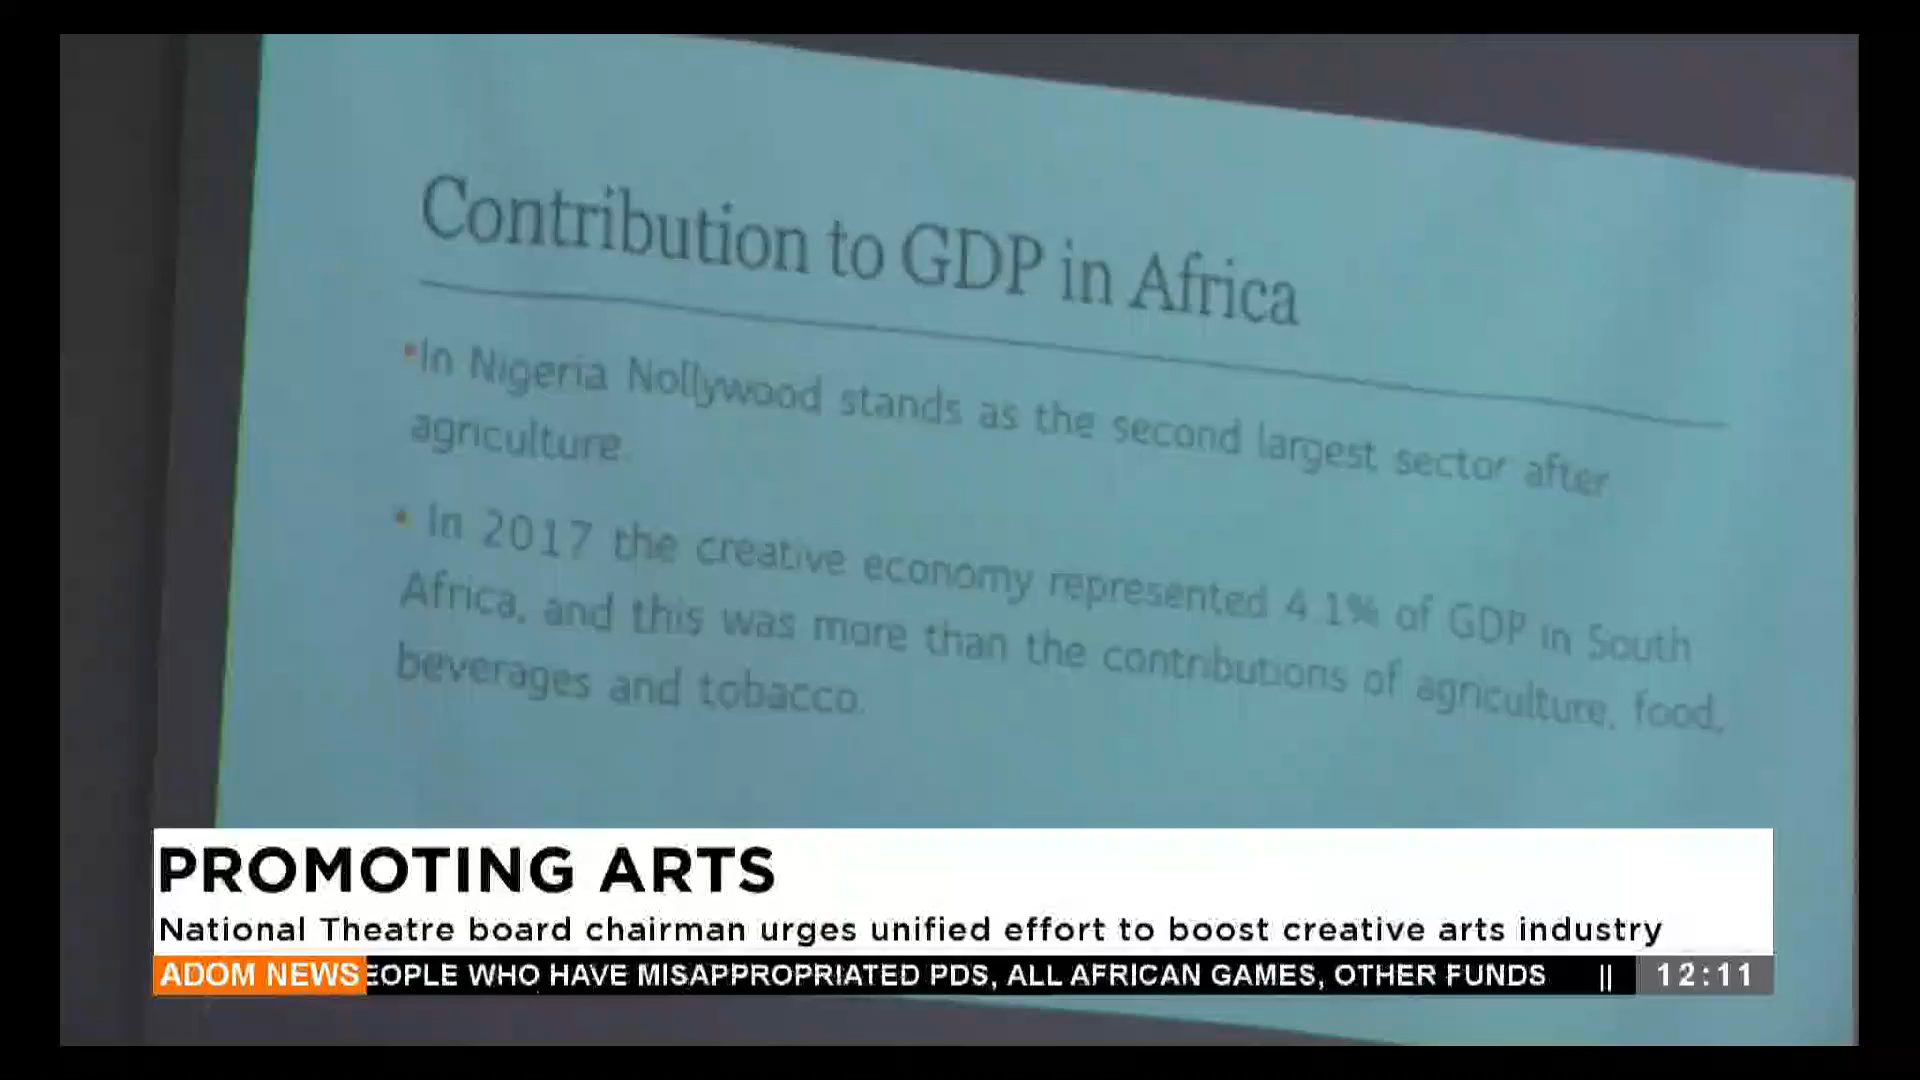 Contribution to GDP in Africa
•In Nigeria Nollywood stands as the second largest sector after
agriculture.
• In 2017 the creative economy represented 4.1% of GDP in South
Africa, and this was more than the contributions of agriculture, food,
beverages and tobacco.
PROMOTING ARTS
National Theatre board chairman urges unified effort to boost creative arts industry
ADOM NEWS EOPLE WHO HAVE MISAPPROPRIATED PDS, ALL AFRICAN GAMES, OTHER FUNDS || 12:11